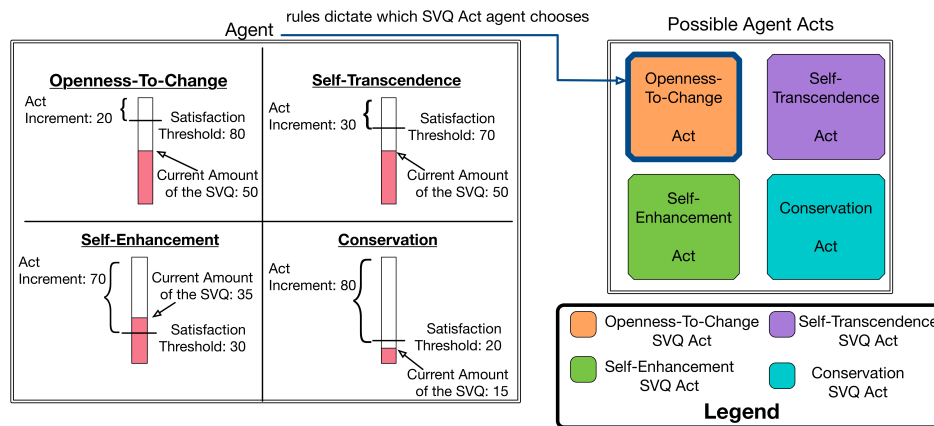 rules dictate which SVQ Act agent chooses
Agent
Openness-To-Change
Act
Increment: 20
Satisfaction
Threshold: 80
Current Amount
of the SVQ: 50
Self-Transcendence
Act
Increment: 30
Satisfaction
Threshold: 70
Current Amount
of the SVQ: 50
Self-Enhancement
Act
Increment: 70
Current Amount
of the SVQ: 35
Satisfaction
Threshold: 30
Conservation
Act
Increment: 80
Satisfaction
Threshold: 20
Current Amount
of the SVQ: 15
Possible Agent Acts
Openness-
To-Change
Act
Self-
Transcendence
Act
Self-
Enhancement
Act
Conservation
Act
Openness-To-Change
SVQ Act
Self-Transcendence
SVQ Act
Self-Enhancement
SVQ Act
Conservation
SVQ Act
Legend